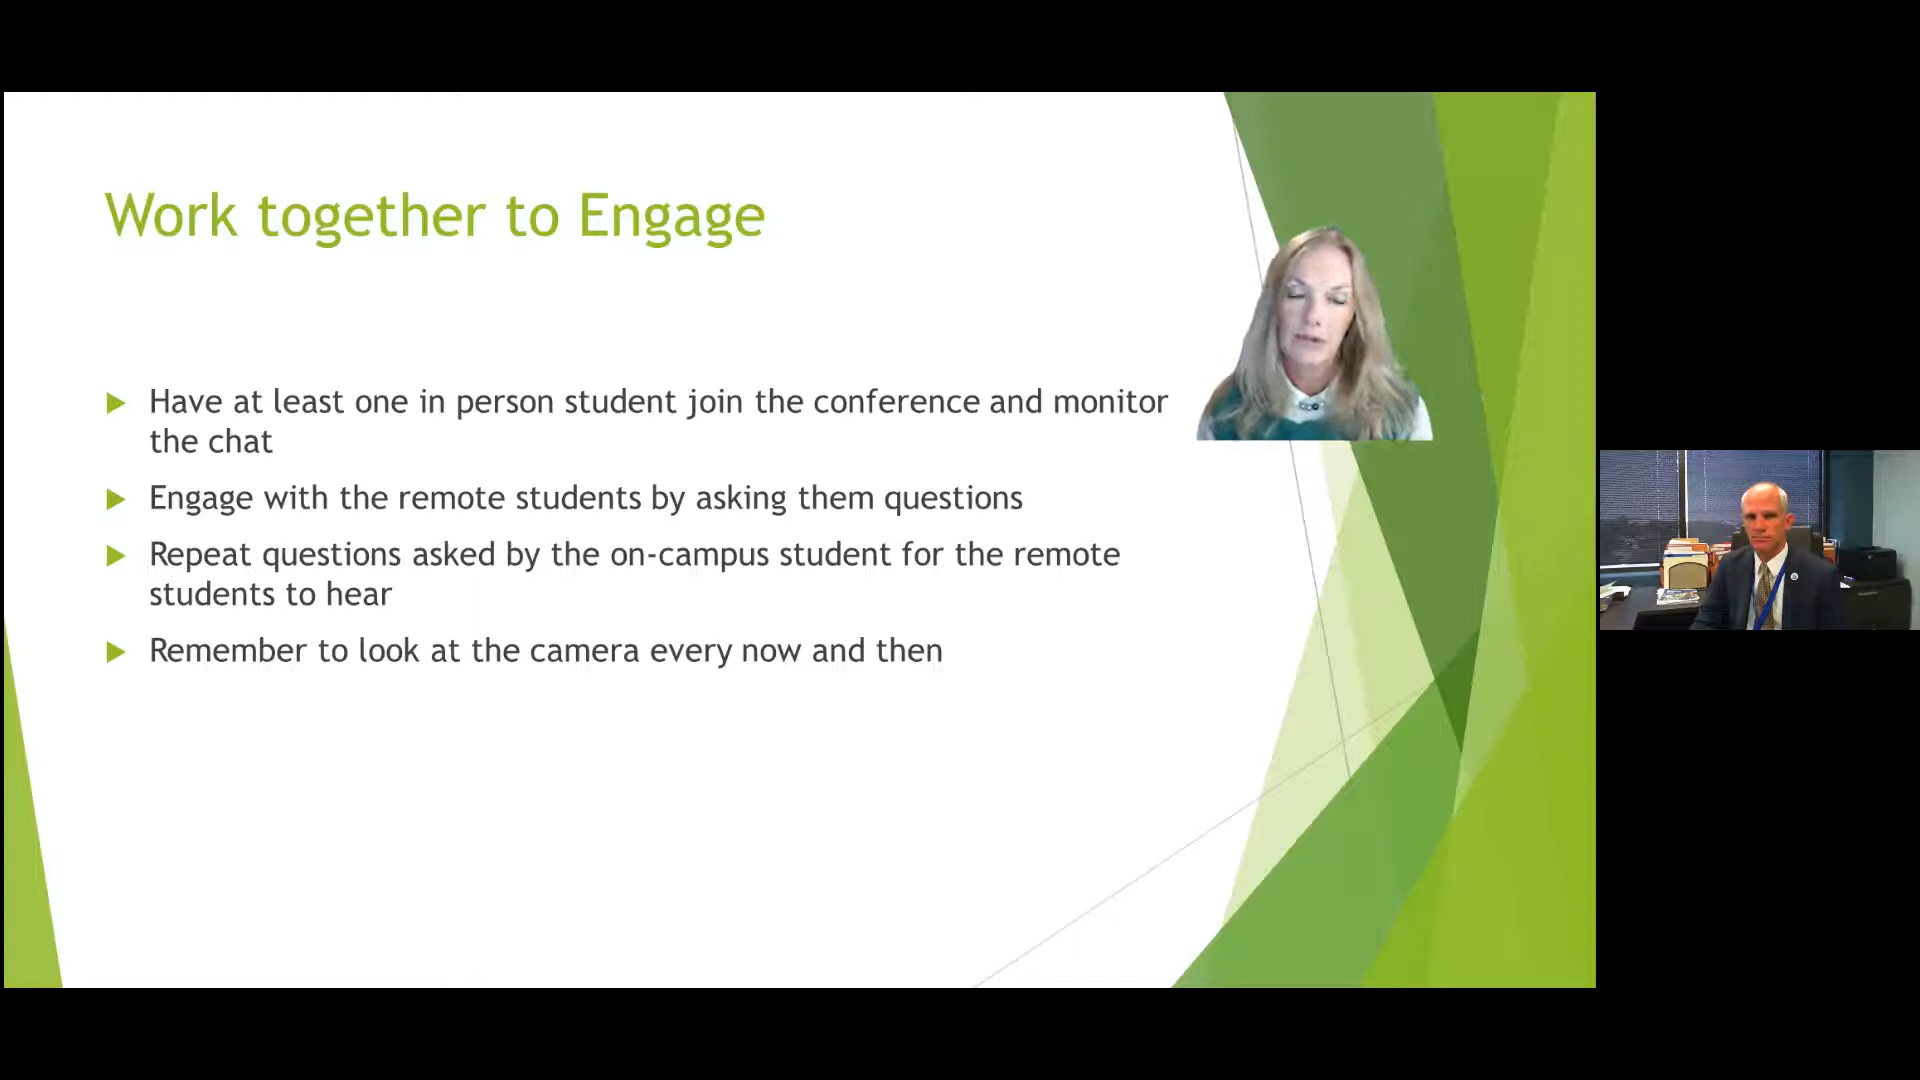 Work together to Engage
Have at least one in person student join the conference and monitor
the chat
Engage with the remote students by asking them questions
Repeat questions asked by the on-campus student for the remote
students to hear
Remember to look at the camera every now and then